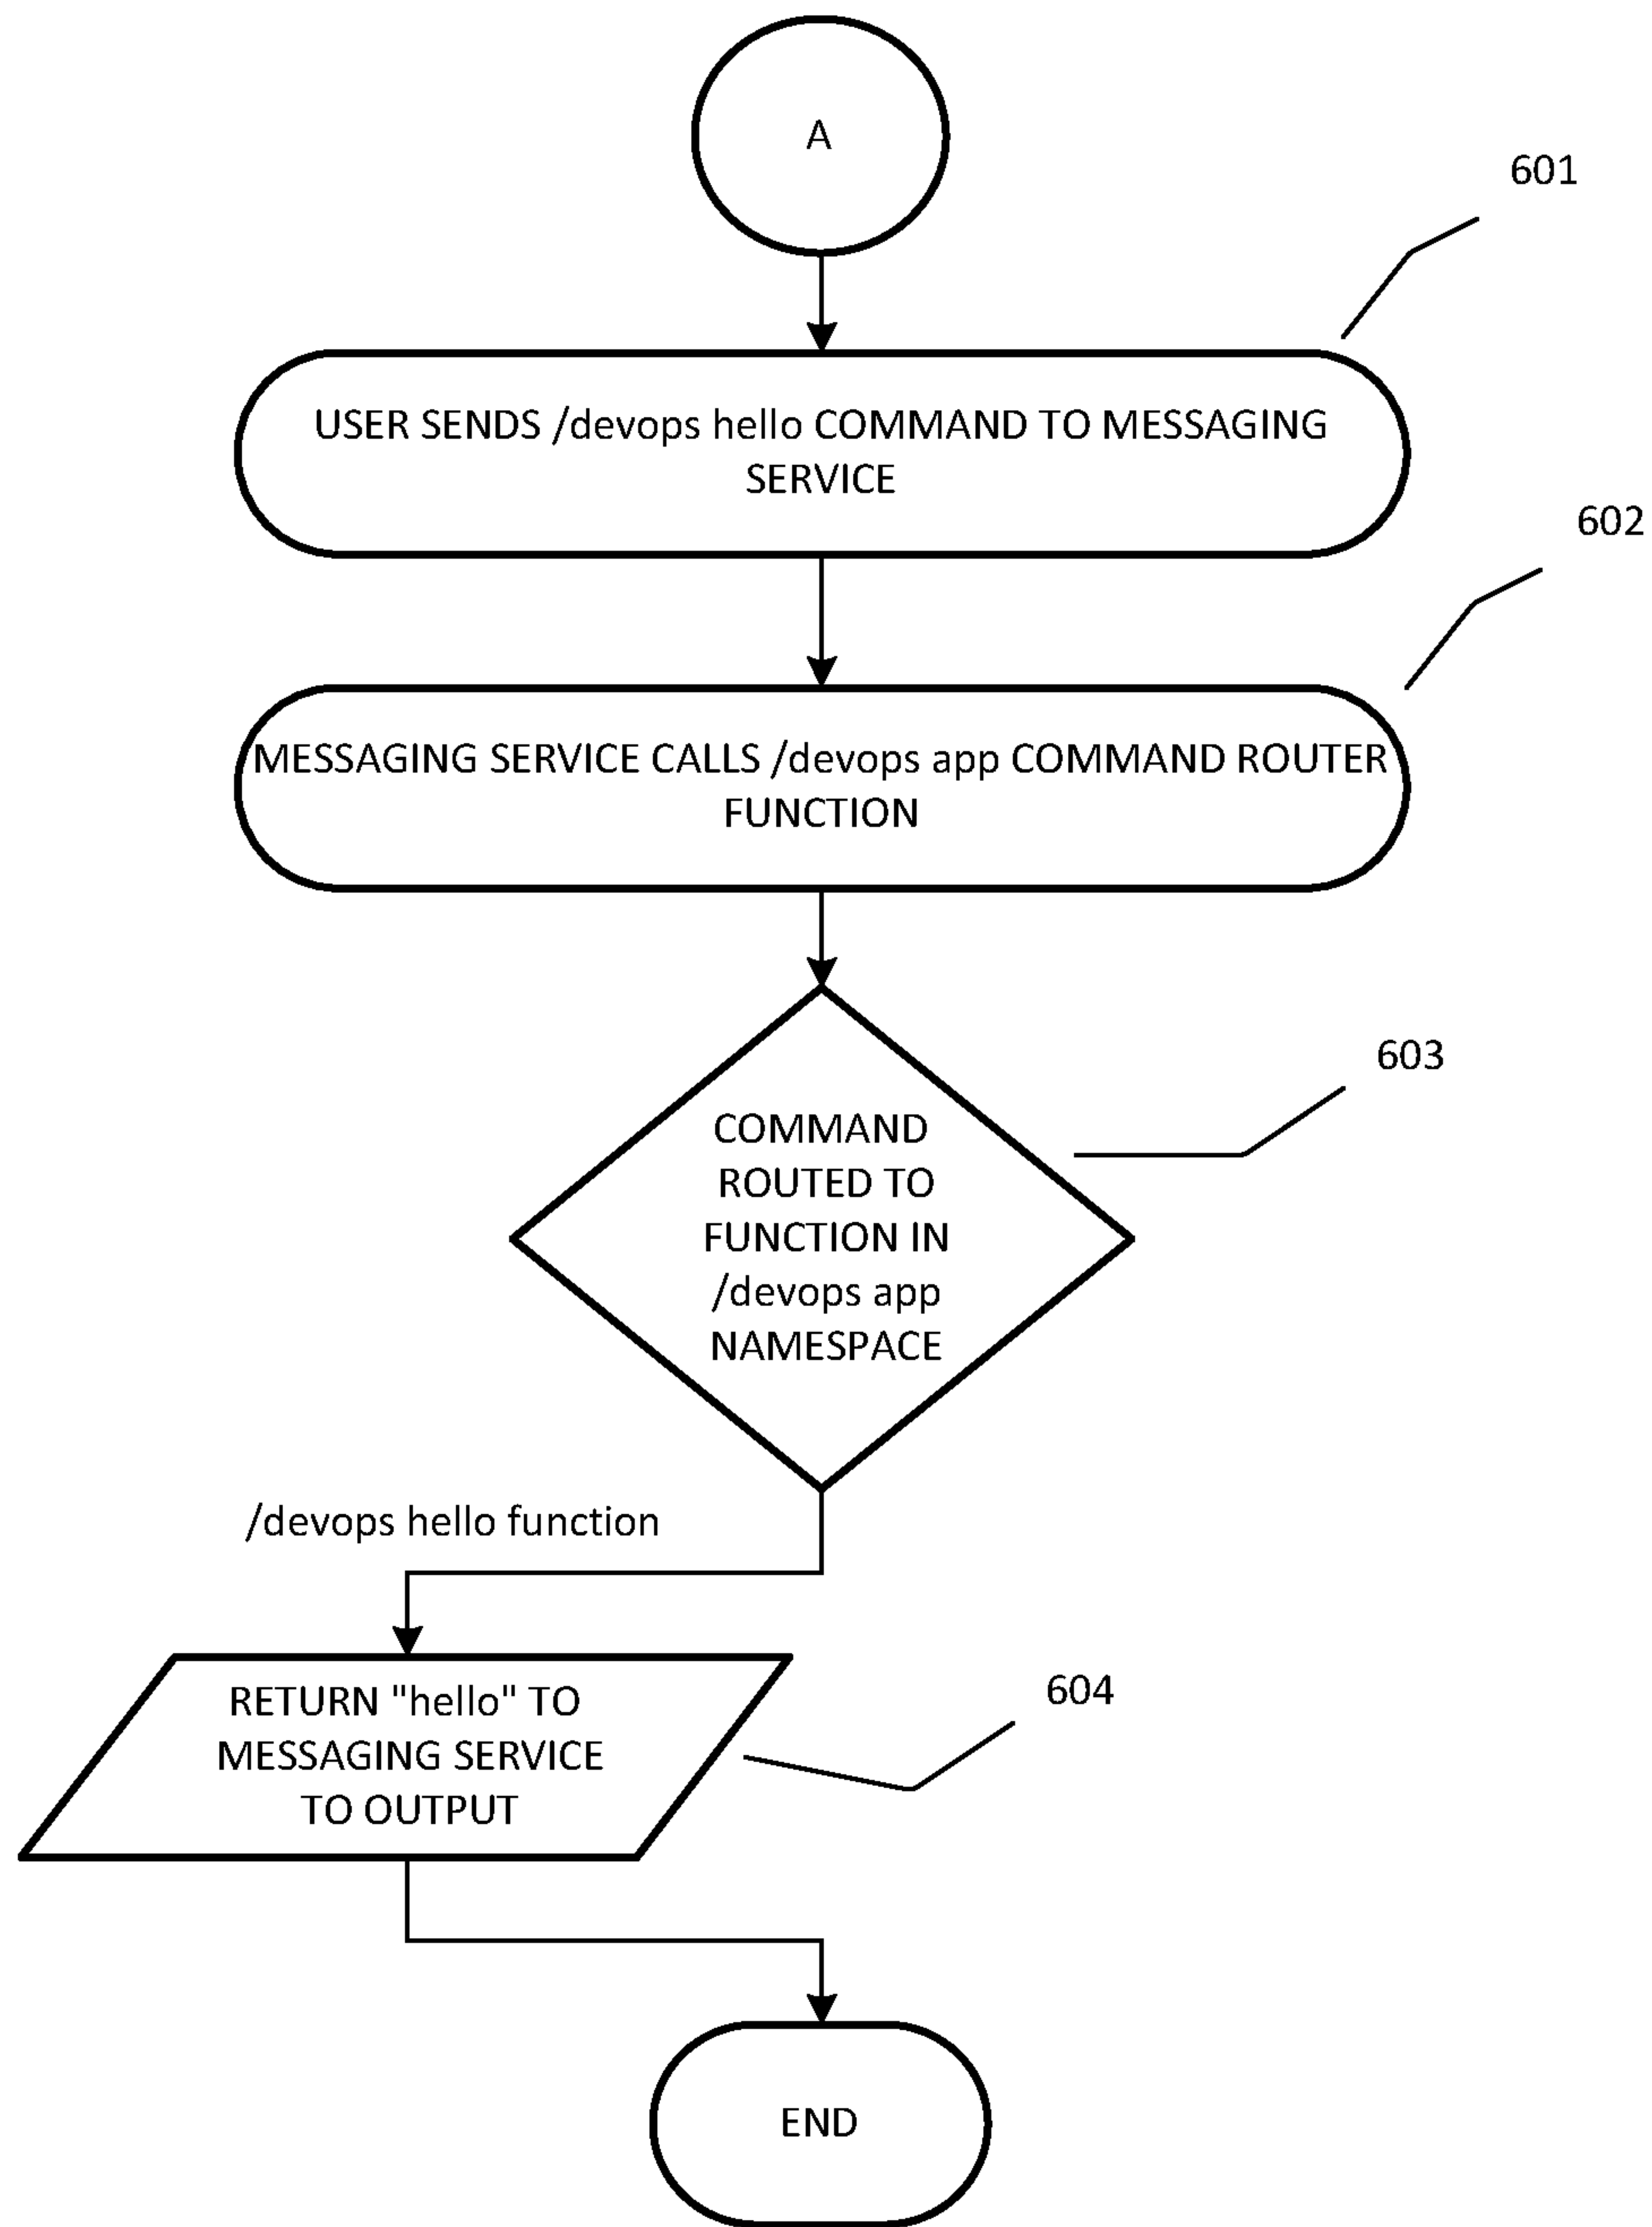 A
601
USER SENDS /devops hello COMMAND TO MESSAGING
SERVICE
602
MESSAGING SERVICE CALLS /devops app COMMAND ROUTER
FUNCTION
603
COMMAND
ROUTED TO
FUNCTION IN
/devops app
NAMESPACE
/devops hello function
RETURN "hello" TO
MESSAGING SERVICE
TO OUTPUT
604
END